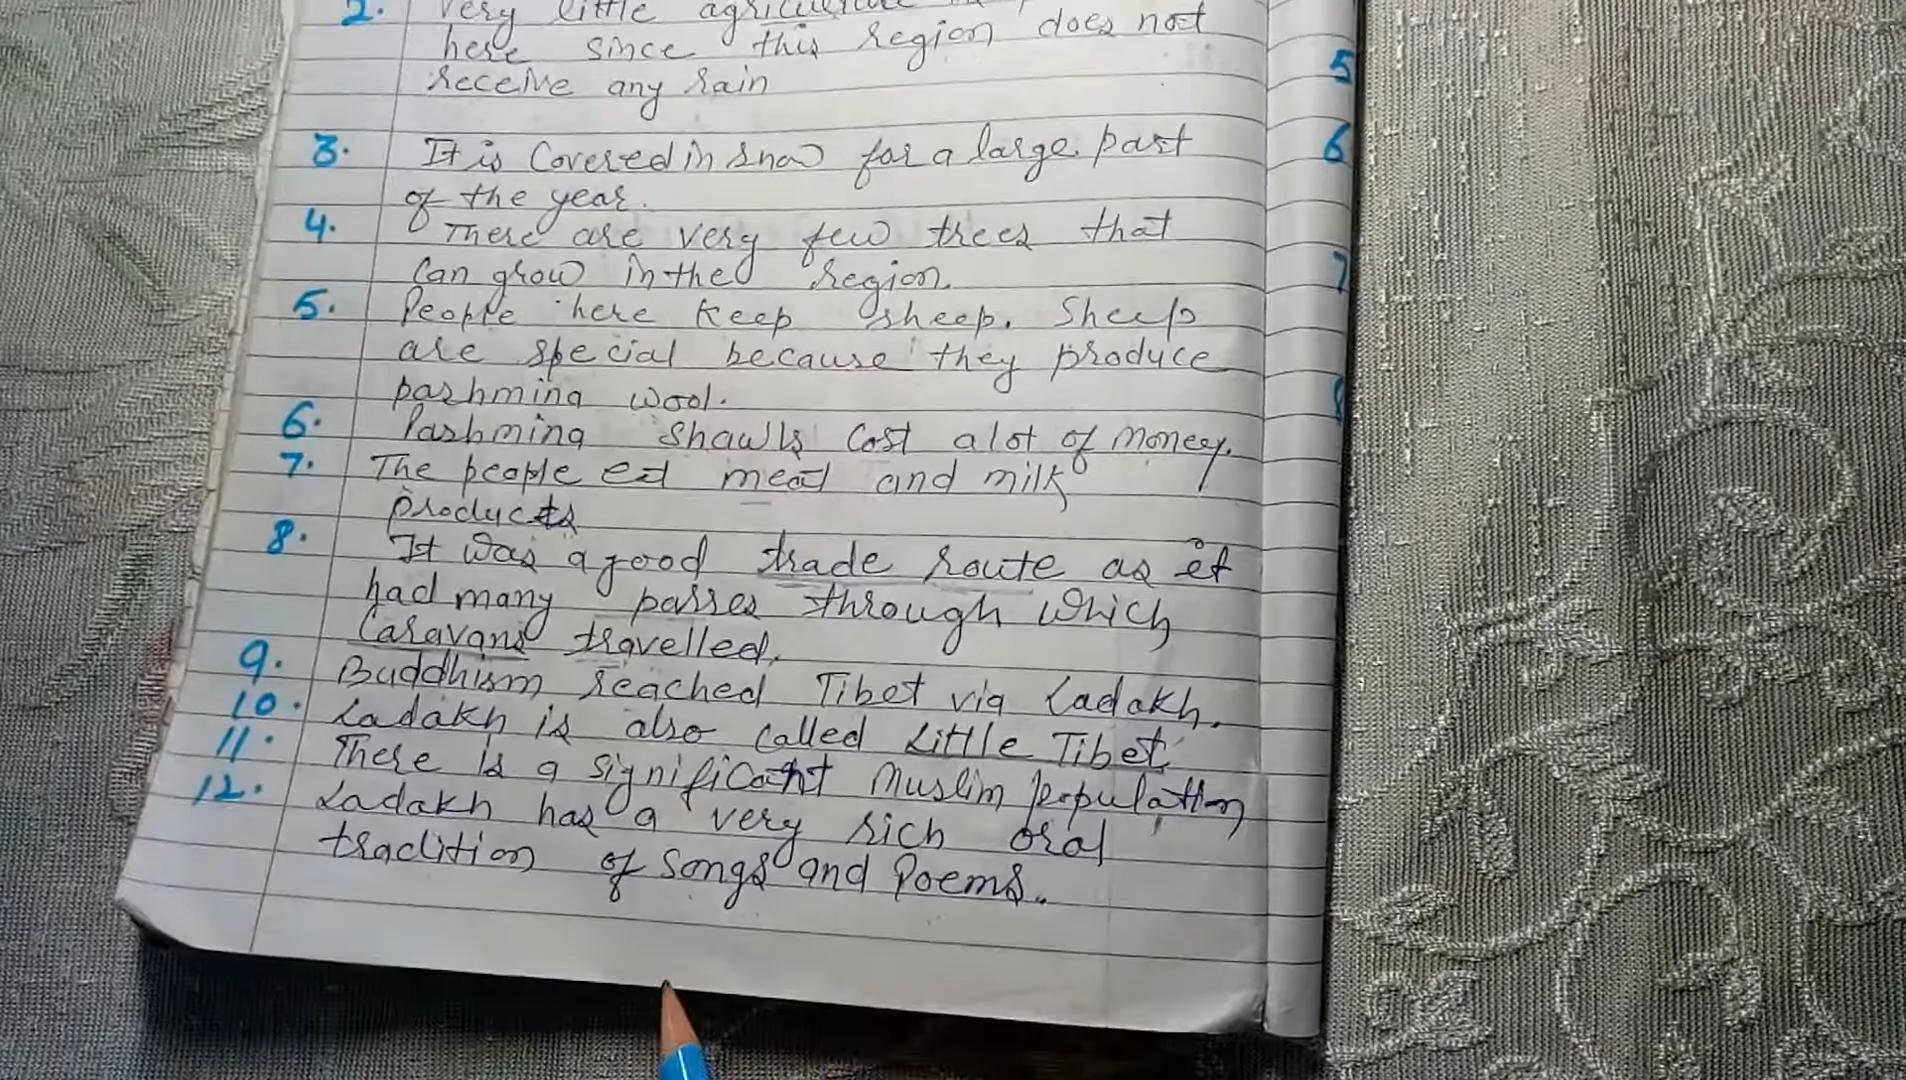 2. Very little agriculture
here since this region does not
receive any rain
3. It is Covered in snow for a large part
of the year.
4. There are very few trees that
can grow in the region.
5. People here keep sheep. Sheep
are special because they produce
pashmina wool.
6. Pashmina shawls cost a lot of money.
7. The people eat meat and milk
products
8. It was a good trade route as it
had many passes through which
Caravans travelled.
9. Buddhism reached Tibet via Ladakh.
10. Ladakh is also called Little Tibet.
11. There is a significant Muslim population
12. Ladakh has a very rich oral
tradition of songs and Poems.
5
6
7
8